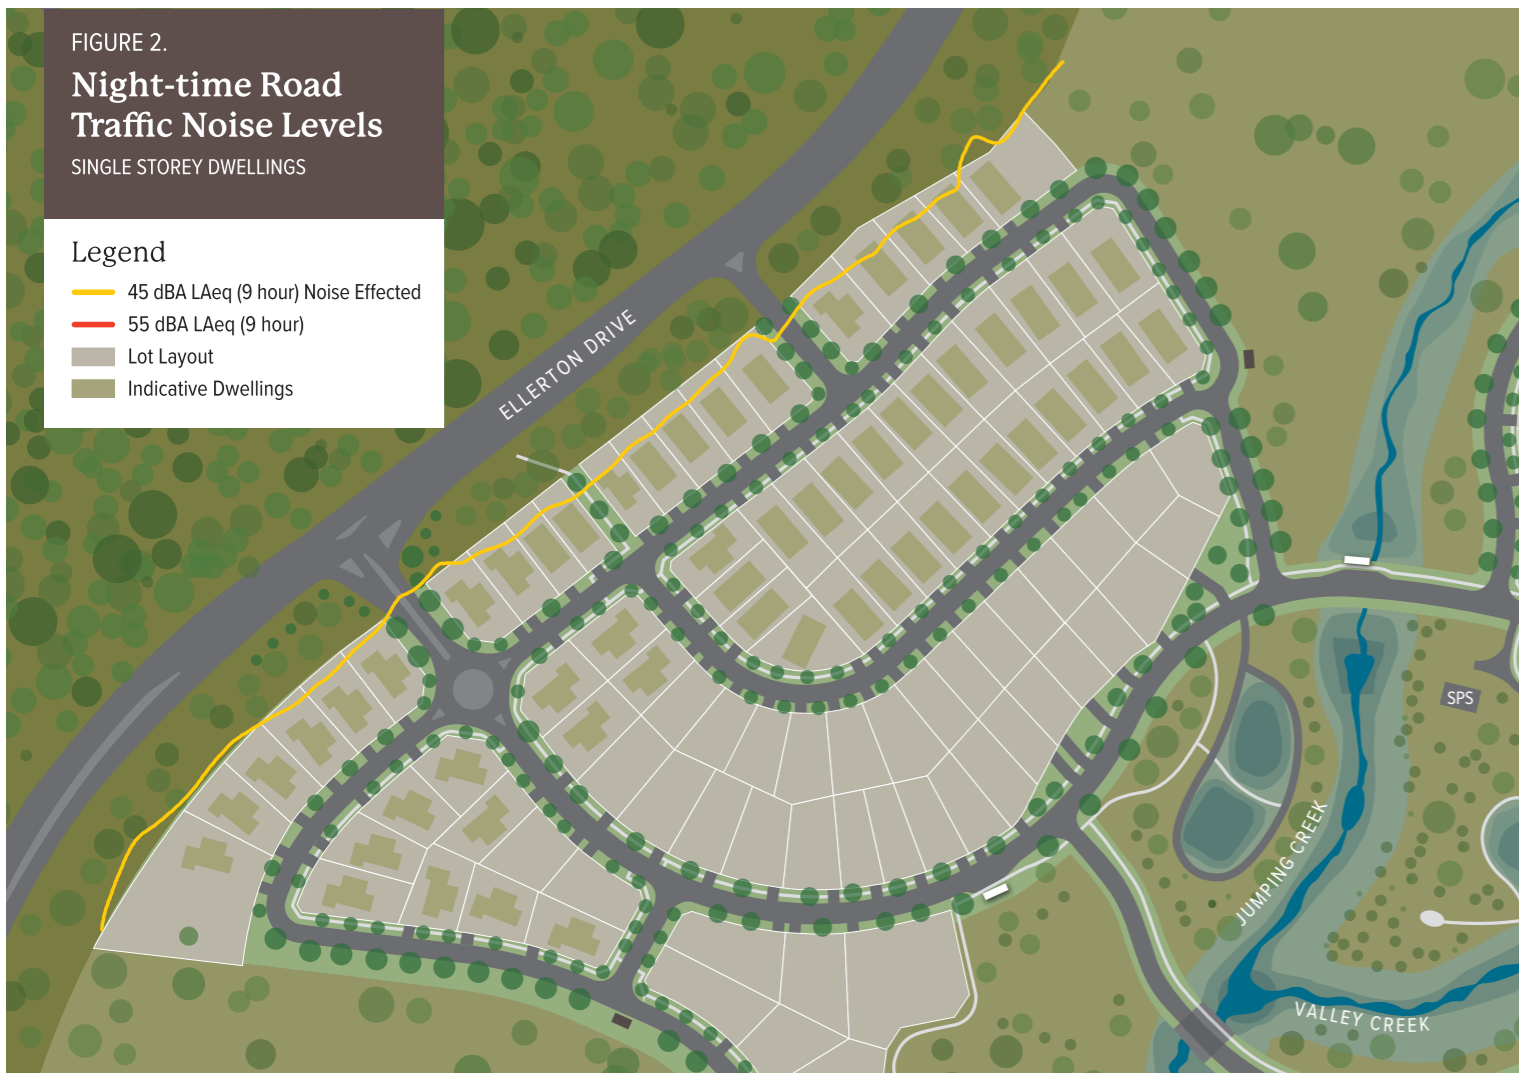 FIGURE 2.
Night-time Road
Traffic Noise Levels
SINGLE STOREY DWELLINGS
Legend
45 dBA LAeq (9 hour) Noise Effected
55 dBA LAeq (9 hour)
Lot Layout
Indicative Dwellings
ELLERTON DRIVE
SPS
JUMPING CREEK
VALLEY CREEK